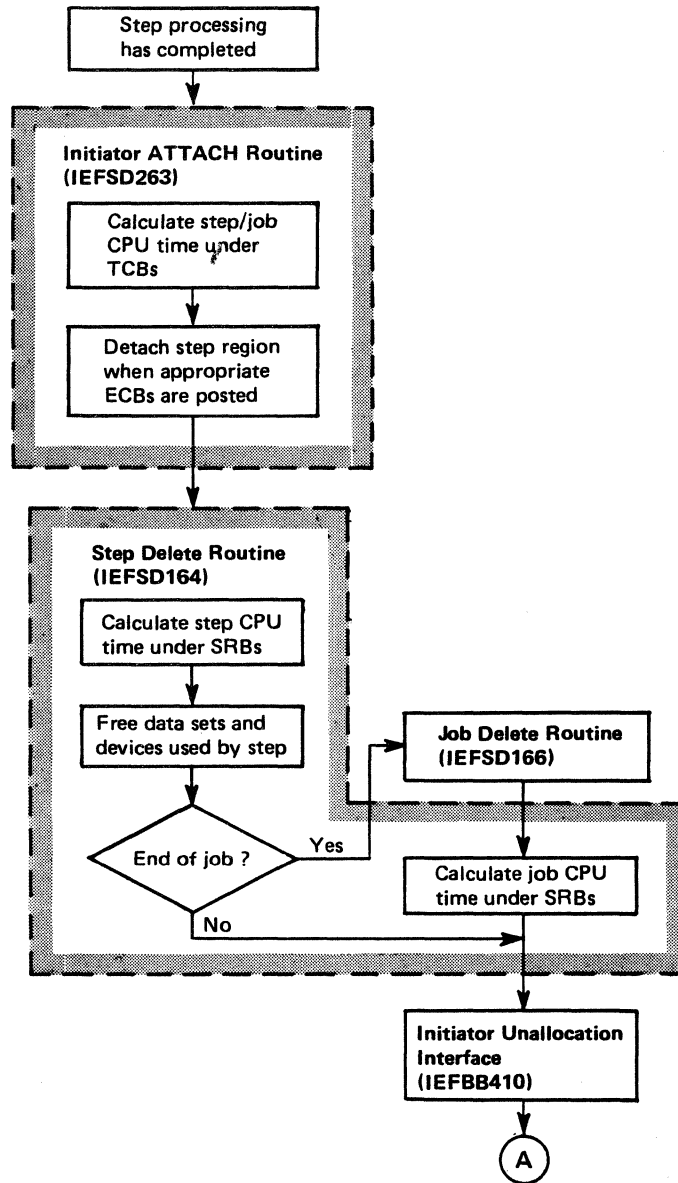 Step processing
has completed
Initiator ATTACH Routine
(IEFSD263)
Calculate step/job
CPU time under
TCBs
Detach step region
when appropriate
ECBs are posted
Step Delete Routine
(IEFSD164)
Calculate step CPU
time under SRBs
Free data sets and
devices used by step
End of job ?
Yes
No
Job Delete Routine
(IEFSD166)
Calculate job CPU
time under SRBs
Initiator Unallocation
Interface
(IEFBB410)
A